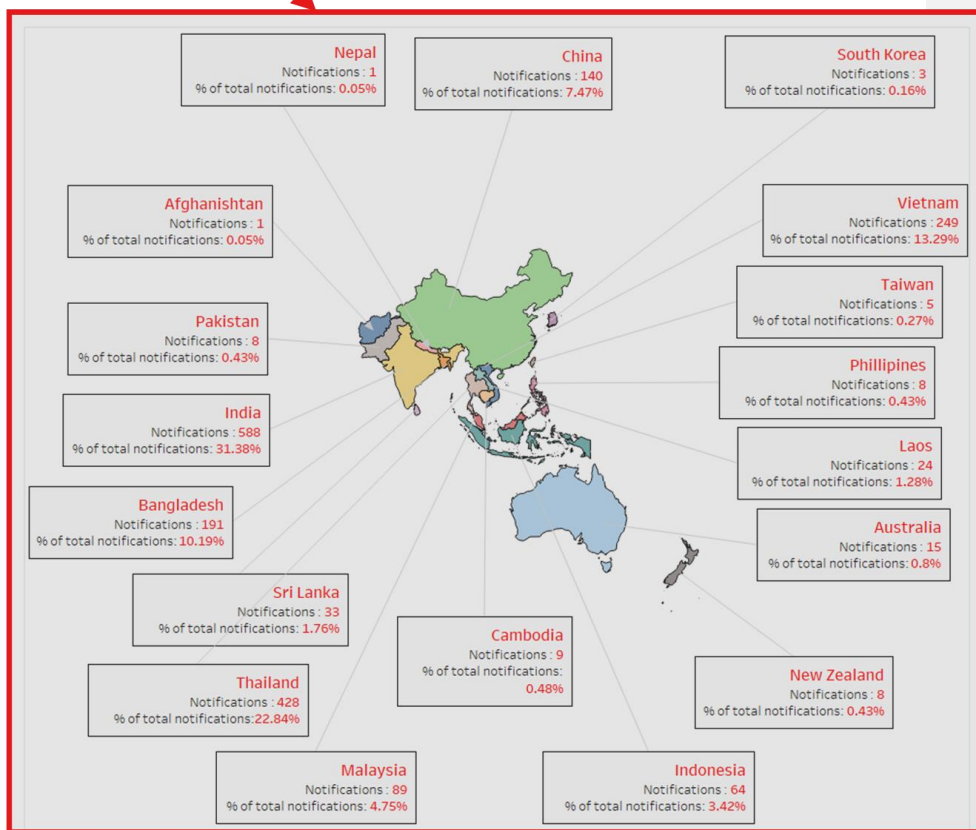 Nepal
Notifications : 1
% of total notifications: 0.05%
China
Notifications : 140
% of total notifications: 7.47%
South Korea
Notifications : 3
% of total notifications: 0.16%
Afghanishtan
Notifications : 1
% of total notifications: 0.05%
Vietnam
Notifications : 249
% of total notifications: 13.29%
Taiwan
Notifications : 5
% of total notifications: 0.27%
Pakistan
Notifications : 8
% of total notifications: 0.43%
Phillipines
Notifications : 8
% of total notifications: 0.43%
India
Notifications : 588
% of total notifications: 31.38%
Laos
Notifications : 24
% of total notifications: 1.28%
Bangladesh
Notifications : 191
% of total notifications: 10.19%
Australia
Notifications : 15
% of total notifications: 0.8%
Sri Lanka
Notifications : 33
% of total notifications: 1.76%
Cambodia
Notifications : 9
% of total notifications:
0.48%
Thailand
Notifications : 428
% of total notifications:22.84%
New Zealand
Notifications : 8
% of total notifications: 0.43%
Malaysia
Notifications : 89
% of total notifications: 4.75%
Indonesia
Notifications : 64
% of total notifications: 3.42%